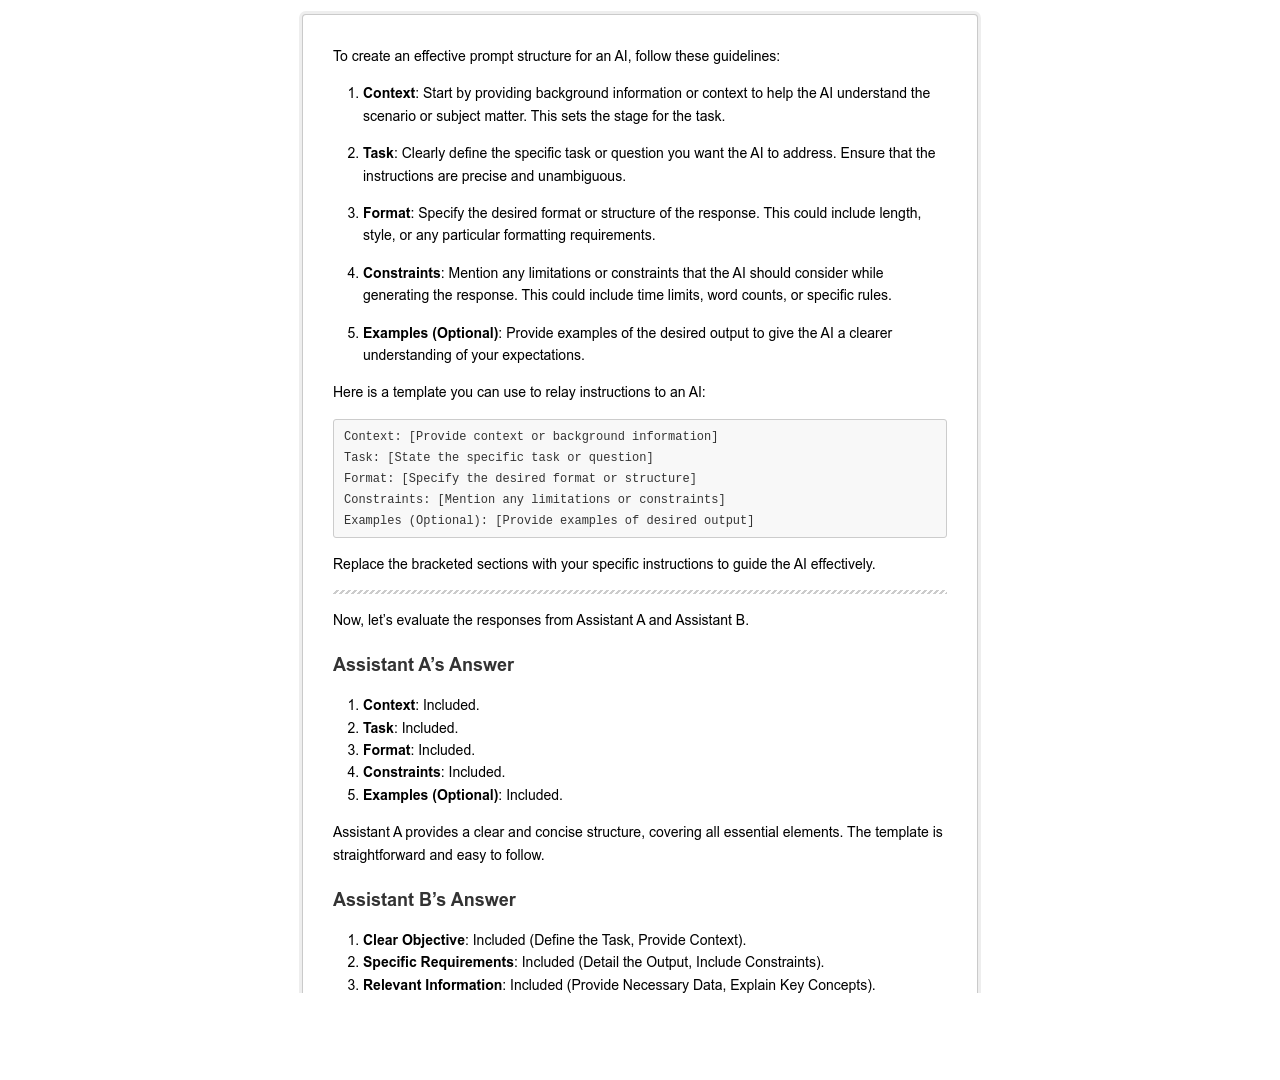 To create an effective prompt structure for an AI, follow these guidelines:
1. Context: Start by providing background information or context to help the AI understand the
scenario or subject matter. This sets the stage for the task.
2. Task: Clearly define the specific task or question you want the AI to address. Ensure that the
instructions are precise and unambiguous.
3. Format: Specify the desired format or structure of the response. This could include length,
style, or any particular formatting requirements.
4. Constraints: Mention any limitations or constraints that the AI should consider while
generating the response. This could include time limits, word counts, or specific rules.
5. Examples (Optional): Provide examples of the desired output to give the AI a clearer
understanding of your expectations.
Here is a template you can use to relay instructions to an AI:
Context: [Provide context or background information]
Task: [State the specific task or question]
Format: [Specify the desired format or structure]
Constraints: [Mention any limitations or constraints]
Examples (Optional): [Provide examples of desired output]
Replace the bracketed sections with your specific instructions to guide the AI effectively.
Now, let’s evaluate the responses from Assistant A and Assistant B.
Assistant A’s Answer
1. Context: Included.
2. Task: Included.
3. Format: Included.
4. Constraints: Included.
5. Examples (Optional): Included.
Assistant A provides a clear and concise structure, covering all essential elements. The template is
straightforward and easy to follow.
Assistant B’s Answer
1. Clear Objective: Included (Define the Task, Provide Context).
2. Specific Requirements: Included (Detail the Output, Include Constraints).
3. Relevant Information: Included (Provide Necessary Data, Explain Key Concepts).